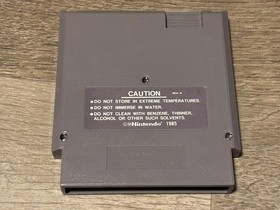 CAUTION
•DO NOT STORE IN EXTREME TEMPERATURES.
•DO NOT IMMERSE IN WATER.
•DO NOT CLEAN WITH BENZENE, THINNER,
ALCOHOL OR OTHER SUCH SOLVENTS.
Nintendo 1985